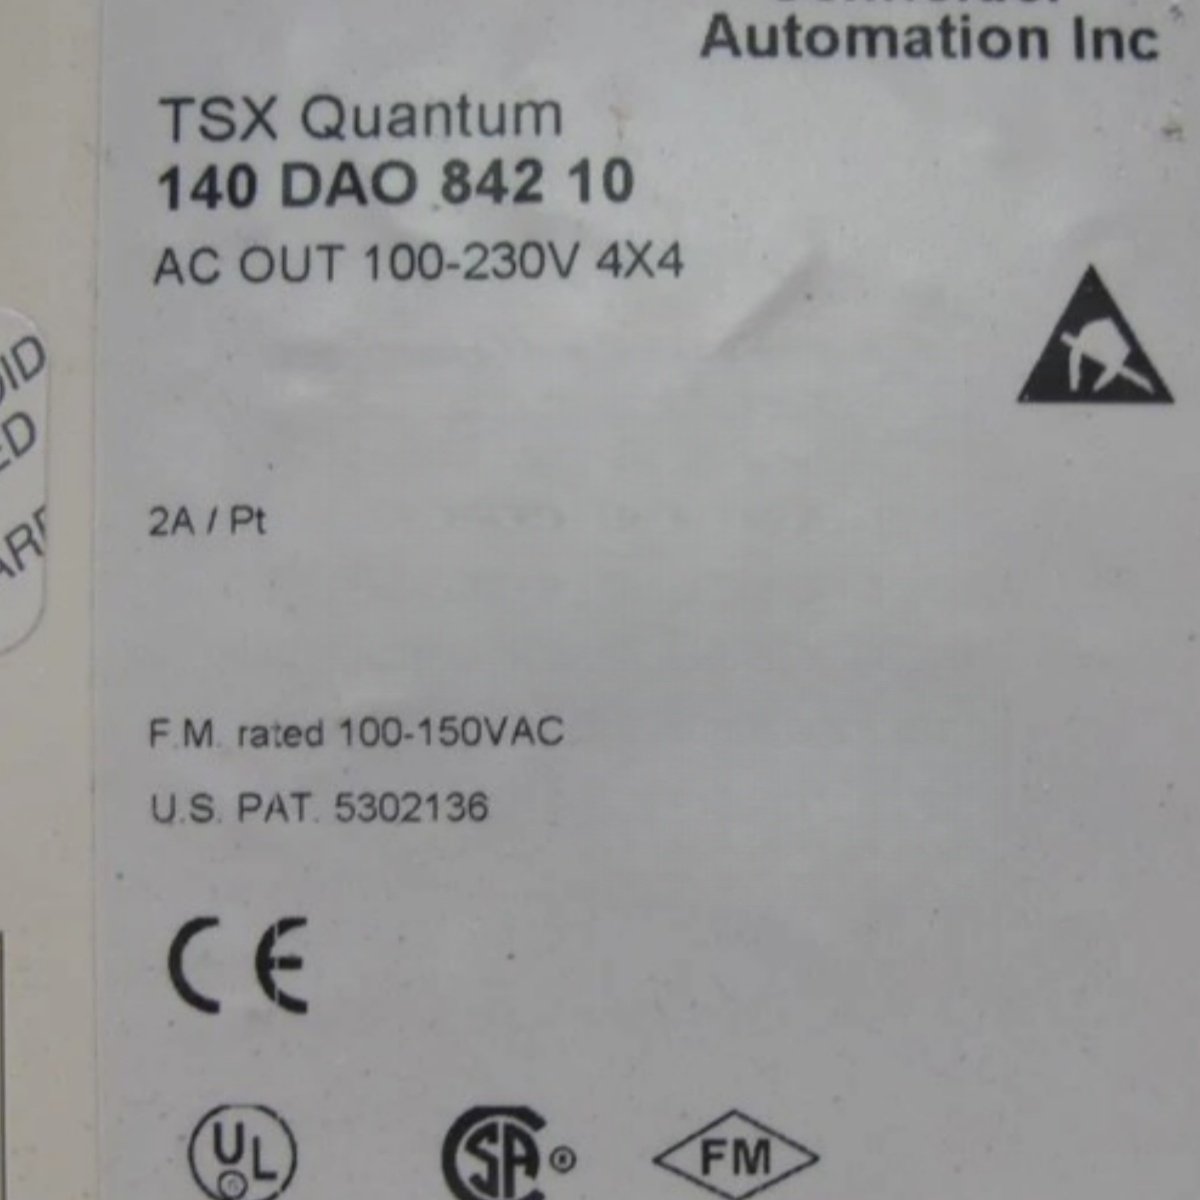 Automation Inc
TSX Quantum
140 DAO 842 10
AC OUT 100-230V 4X4
2A / Pt
F.M. rated 100-150VAC
U.S. PAT. 5302136
CE
UL
SA ®
FM